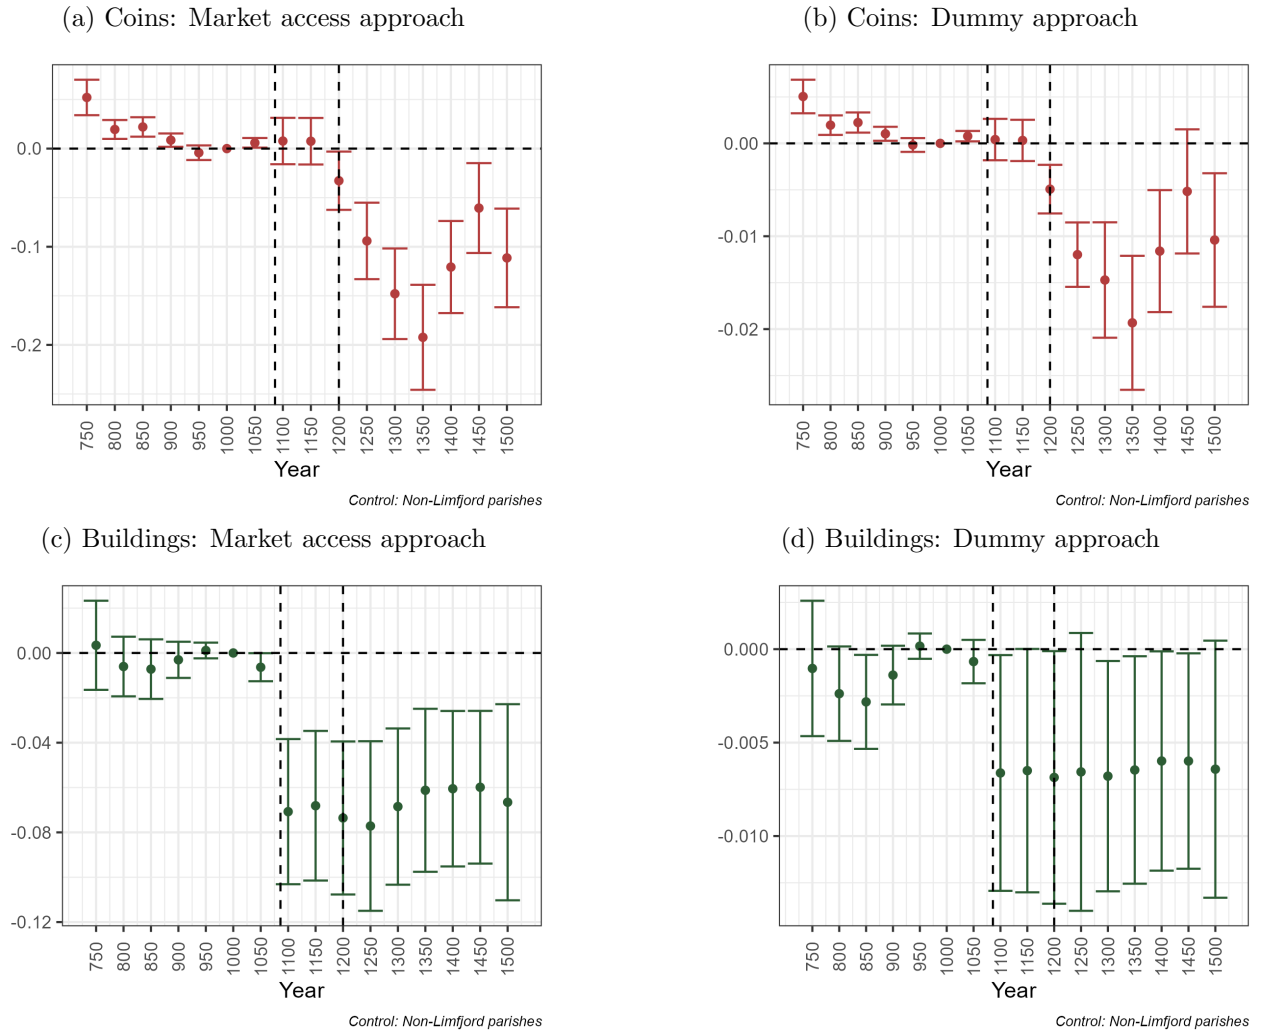 (a) Coins: Market access approach
0.0
-0.1
-0.2
750 800 850 900 950 1000 1050 1100 1150 1200 1250 1300 1350 1400 1450 1500
Year
Control: Non-Limfjord parishes
(b) Coins: Dummy approach
0.00
-0.01
-0.02
750 800 850 900 950 1000 1050 1100 1150 1200 1250 1300 1350 1400 1450 1500
Year
Control: Non-Limfjord parishes
(c) Buildings: Market access approach
0.00
-0.04
-0.08
-0.12
750 800 850 900 950 1000 1050 1100 1150 1200 1250 1300 1350 1400 1450 1500
Year
Control: Non-Limfjord parishes
(d) Buildings: Dummy approach
0.000
-0.005
-0.010
750 800 850 900 950 1000 1050 1100 1150 1200 1250 1300 1350 1400 1450 1500
Year
Control: Non-Limfjord parishes